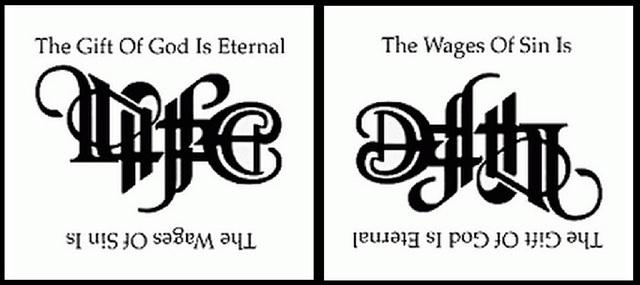 The Gift Of God Is Eternal
Life
The Wages Of Sin Is
The Wages Of Sin Is
Death
The Gift Of God Is Eternal